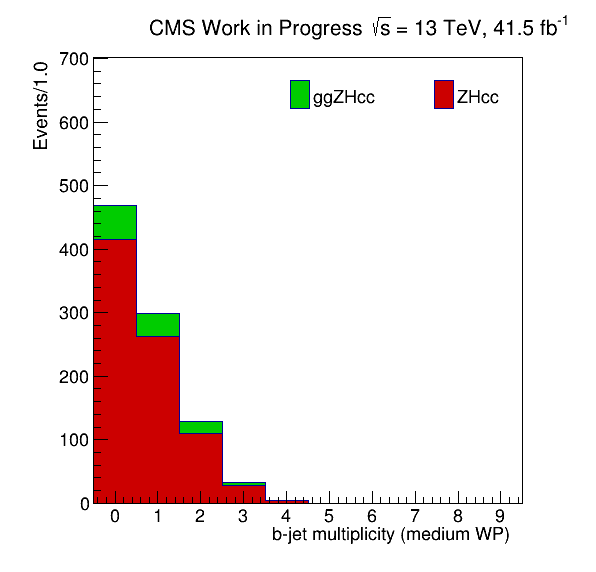 CMS Work in Progress √s = 13 TeV, 41.5 fb⁻¹
Events/1.0
700
600
500
400
300
200
100
0
ggZHcc ZHcc
0 1 2 3 4 5 6 7 8 9
b-jet multiplicity (medium WP)